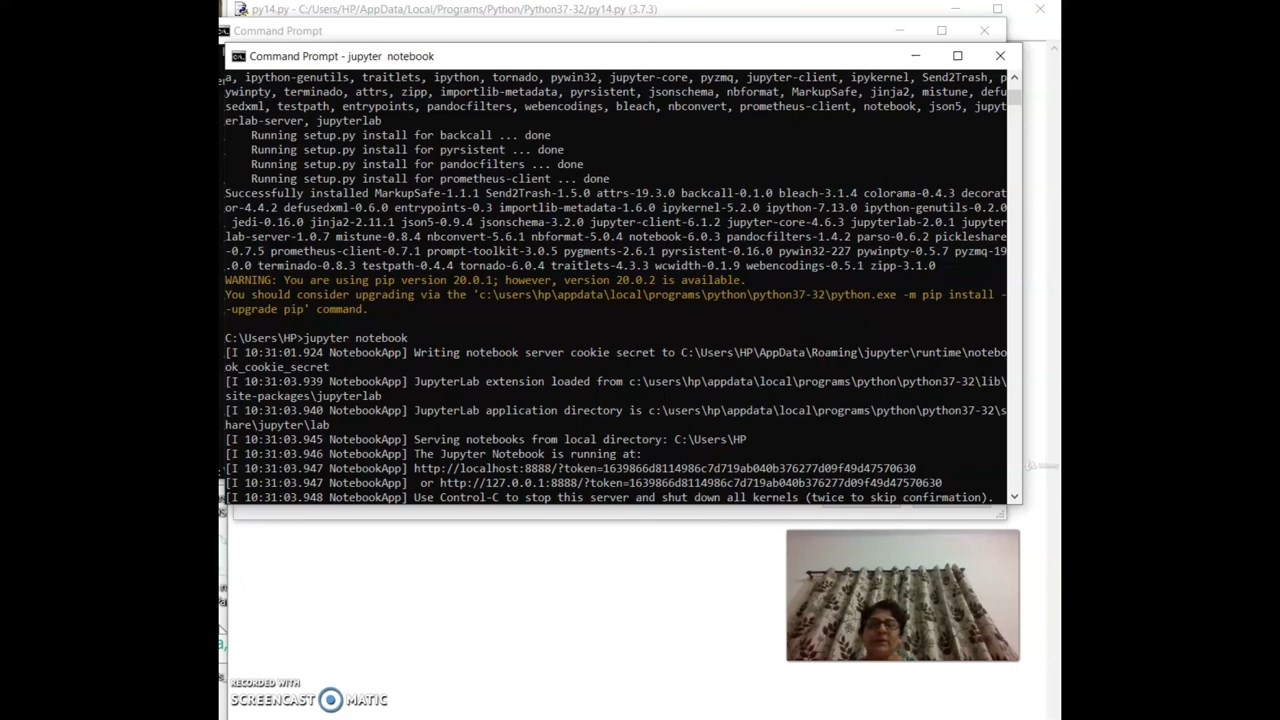 py14.py - C:/Users/HP/AppData/Local/Programs/Python/Python37-32/py14.py (3.7.3)
Command Prompt
Command Prompt - jupyter notebook
a, ipython-genutils, traitlets, ipython, tornado, pywin32, jupyter-core, pyzmq, jupyter-client, ipykernel, Send2Trash, p
ywinpty, terminado, attrs, zipp, importlib-metadata, pyrsistent, jsonschema, nbformat, MarkupSafe, jinja2, mistune, defu
sedxml, testpath, entrypoints, pandocfilters, webencodings, bleach, nbconvert, prometheus-client, notebook, json5, jupyt
erlab-server, jupyterlab
Running setup.py install for backcall ... done
Running setup.py install for pyrsistent ... done
Running setup.py install for pandocfilters ... done
Running setup.py install for prometheus-client ... done
Successfully installed MarkupSafe-1.1.1 Send2Trash-1.5.0 attrs-19.3.0 backcall-0.1.0 bleach-3.1.4 colorama-0.4.3 decorat
or-4.4.2 defusedxml-0.6.0 entrypoints-0.3 importlib-metadata-1.6.0 ipykernel-5.2.0 ipython-7.13.0 ipython-genutils-0.2.0
jedi-0.16.0 jinja2-2.11.1 json5-0.9.4 jsonschema-3.2.0 jupyter-client-6.1.2 jupyter-core-4.6.3 jupyterlab-2.0.1 jupyter
lab-server-1.0.7 mistune-0.8.4 nbconvert-5.6.1 nbformat-5.0.4 notebook-6.0.3 pandocfilters-1.4.2 parso-0.6.2 pickleshare
-0.7.5 prometheus-client-0.7.1 prompt-toolkit-3.0.5 pygments-2.6.1 pyrsistent-0.16.0 pywin32-227 pywinpty-0.5.7 pyzmq-19
.0.0 terminado-0.8.3 testpath-0.4.4 tornado-6.0.4 traitlets-4.3.3 wcwidth-0.1.9 webencodings-0.5.1 zipp-3.1.0
WARNING: You are using pip version 20.0.1; however, version 20.0.2 is available.
You should consider upgrading via the 'c:\users\hp\appdata\local\programs\python\python37-32\python.exe -m pip install -
-upgrade pip' command.
C:\Users\HP>jupyter notebook
[I 10:31:01.924 NotebookApp] Writing notebook server cookie secret to C:\Users\HP\AppData\Roaming\jupyter\runtime\notebo
ok_cookie_secret
[I 10:31:03.939 NotebookApp] JupyterLab extension loaded from c:\users\hp\appdata\local\programs\python\python37-32\lib\
site-packages\jupyterlab
[I 10:31:03.940 NotebookApp] JupyterLab application directory is c:\users\hp\appdata\local\programs\python\python37-32\s
hare\jupyter\lab
[I 10:31:03.945 NotebookApp] Serving notebooks from local directory: C:\Users\HP
[I 10:31:03.946 NotebookApp] The Jupyter Notebook is running at:
[I 10:31:03.947 NotebookApp] http://localhost:8888/?token=1639866d8114986c7d719ab040b376277d09f49d47570630
[I 10:31:03.947 NotebookApp]  or http://127.0.0.1:8888/?token=1639866d8114986c7d719ab040b376277d09f49d47570630
[I 10:31:03.948 NotebookApp] Use Control-C to stop this server and shut down all kernels (twice to skip confirmation).
RECORDED WITH
SCREENCAST MATIC